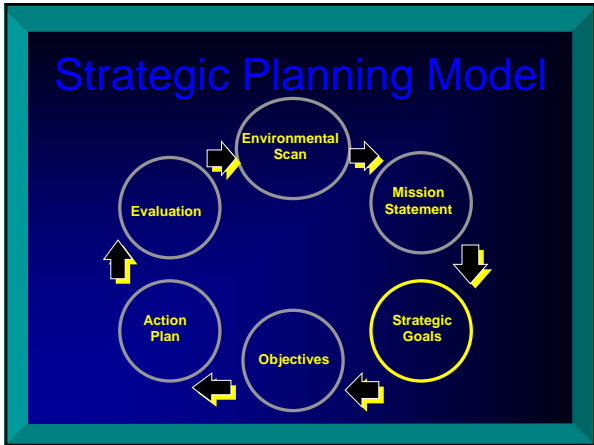 Strategic Planning Model
Environmental
Scan
Mission
Statement
Strategic
Goals
Objectives
Action
Plan
Evaluation